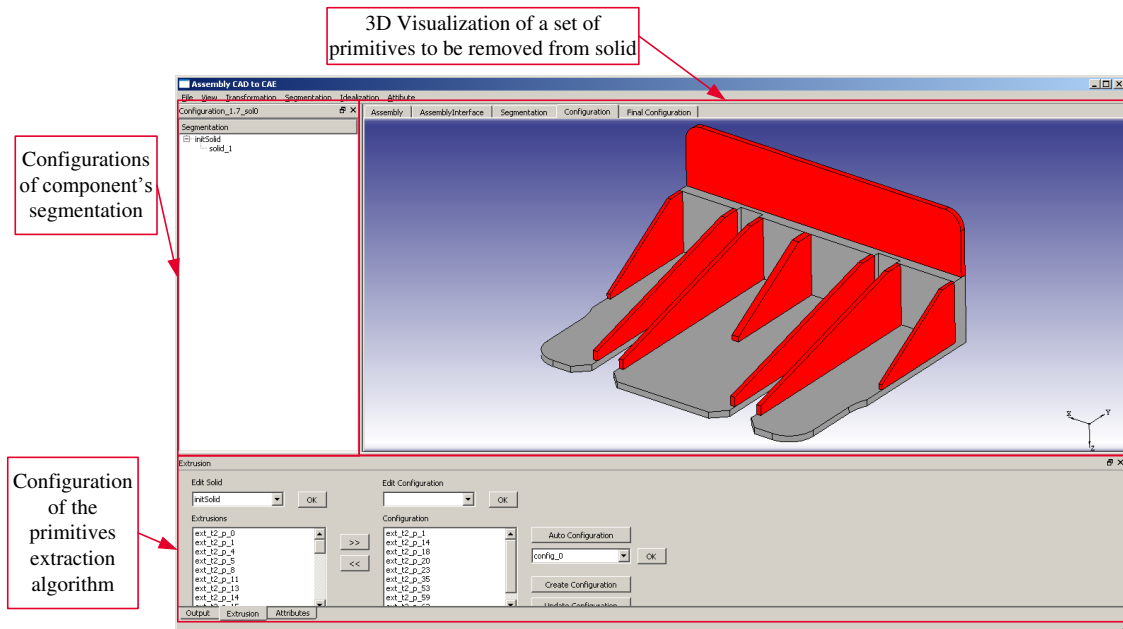 3D Visualization of a set of
primitives to be removed from solid
Assembly CAD to CAE
File View Transformation Segmentation Idealization Attibute
Configuration_1.7_sol0
Assembly AssemblyInterface Segmentation Configuration Final Configuration
Segmentation
initSolid
solid_1
Configurations
of component's
segmentation
X Y
Z
Extrusion
Edit Solid Edit Configuration
initSolid OK OK
Extrusions Configuration
ext_t2_p_0 ext_t2_p_1
ext_t2_p_1 ext_t2_p_14
ext_t2_p_4 ext_t2_p_18
ext_t2_p_5 ext_t2_p_20
ext_t2_p_8 ext_t2_p_23
ext_t2_p_11 ext_t2_p_35
ext_t2_p_13 ext_t2_p_53
ext_t2_p_14 ext_t2_p_59
>>
<<
Auto Configuration
config_0 OK
Create Configuration
Update Configuration
Output Extrusion Attributes
Configuration
of the
primitives
extraction
algorithm